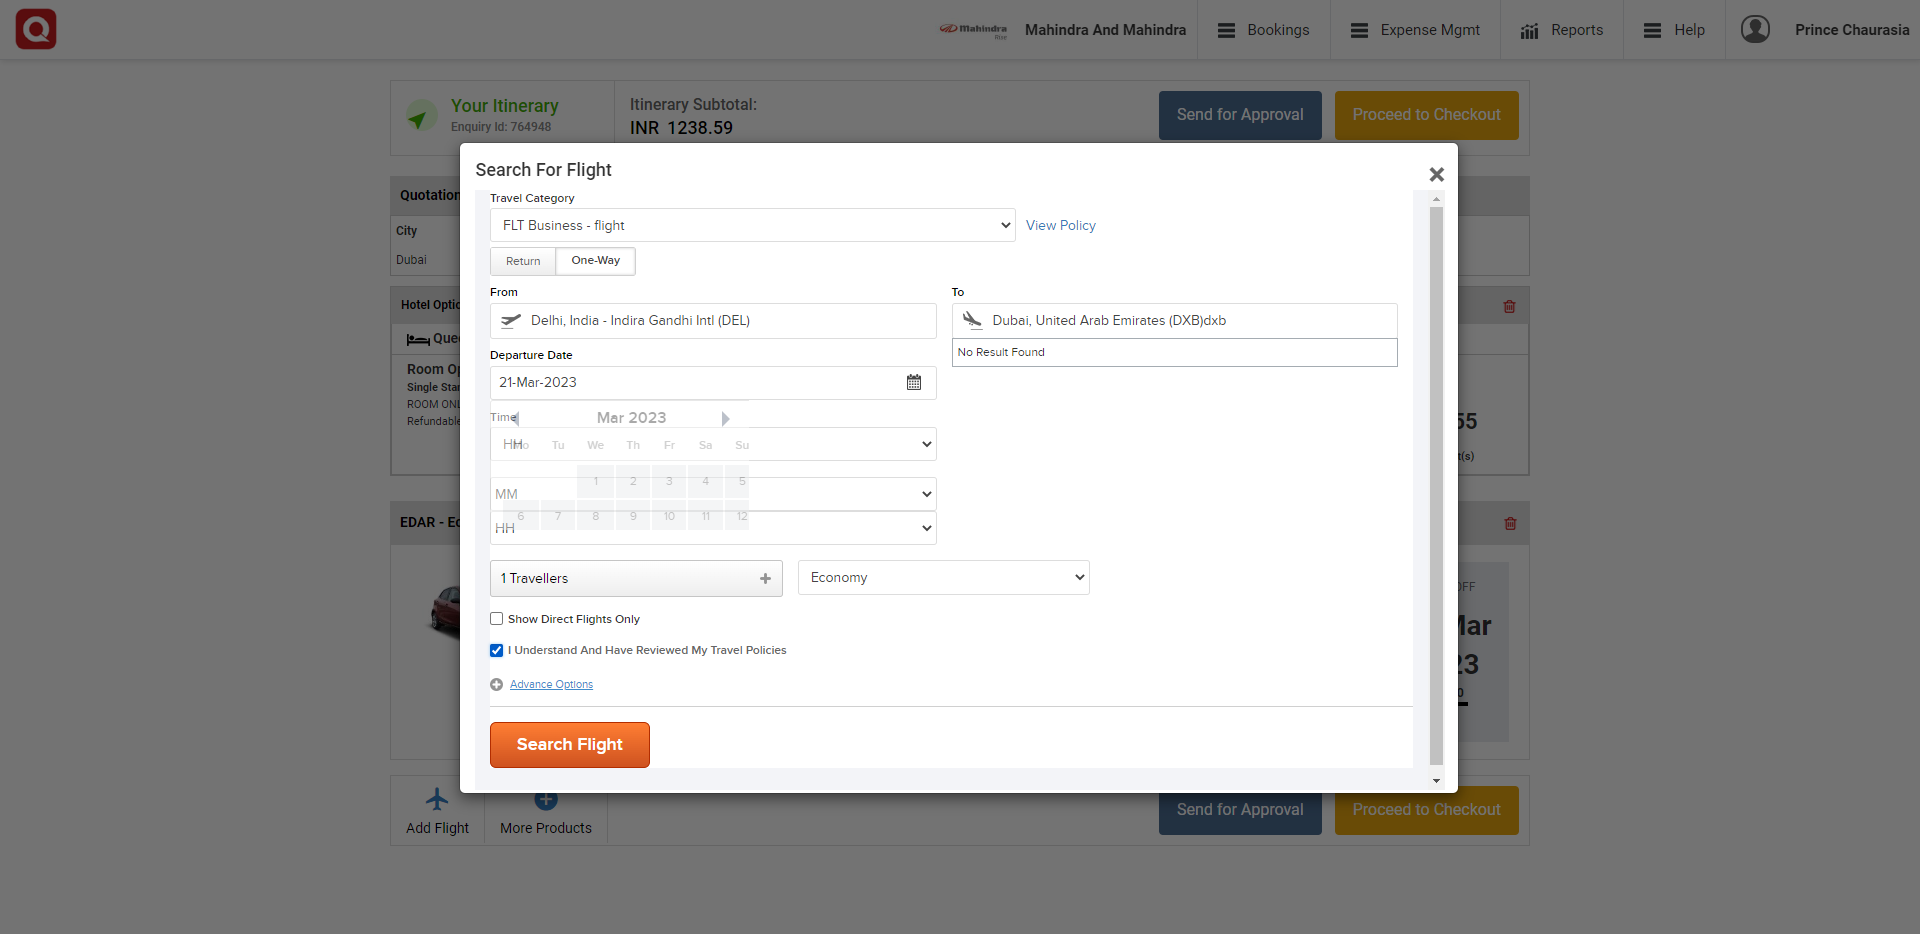 Mahindra
Rise
Mahindra And Mahindra
Bookings
Expense Mgmt
Reports
Help
Prince Chaurasia
Your Itinerary
Enquiry Id: 764948
Itinerary Subtotal:
INR 1238.59
Send for Approval
Proceed to Checkout
Quotation
City
Dubai
Hotel Optio
Que
Room Op
Single Star
ROOM ONL
Refundable
55
t(s)
EDAR - Ec
OFF
Mar
23
0
Search For Flight
Travel Category
FLT Business - flight
View Policy
Return
One-Way
From
To
Delhi, India - Indira Gandhi Intl (DEL)
Dubai, United Arab Emirates (DXB)dxb
No Result Found
Departure Date
21-Mar-2023
Time
Mar 2023
HH
Mo Tu We Th Fr Sa Su
1 2 3 4 5
MM
6 7 8 9 10 11 12
HH
1 Travellers
Economy
Show Direct Flights Only
I Understand And Have Reviewed My Travel Policies
Advance Options
Search Flight
Add Flight
More Products
Send for Approval
Proceed to Checkout